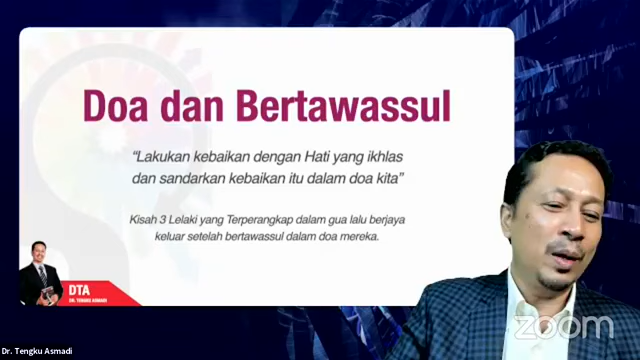 Doa dan Bertawassul
“Lakukan kebaikan dengan Hati yang ikhlas
dan sandarkan kebaikan itu dalam doa kita”
Kisah 3 Lelaki yang Terperangkap dalam gua lalu berjaya
keluar setelah bertawassul dalam doa mereka.
DTA
DR. TENGKU ASMADI
zoom
Dr. Tengku Asmadi